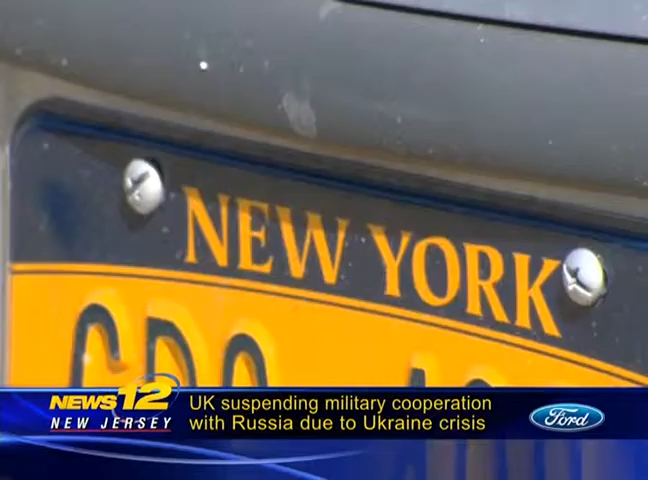 NEW YORK
NEWS 12
NEW JERSEY
UK suspending military cooperation
with Russia due to Ukraine crisis
Ford